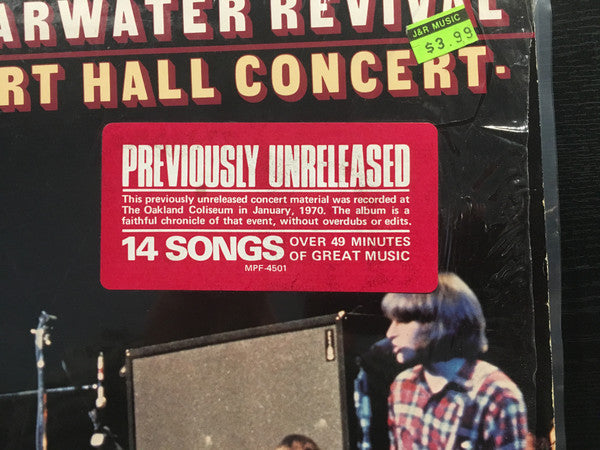 ARWATER REVIVAL
J&R MUSIC
$3.99
RT HALL CONCERT·
PREVIOUSLY UNRELEASED
This previously unreleased concert material was recorded at
The Oakland Coliseum in January, 1970. The album is a
faithful chronicle of that event, without overdubs or edits.
14 SONGS OVER 49 MINUTES
OF GREAT MUSIC
MPF-4501